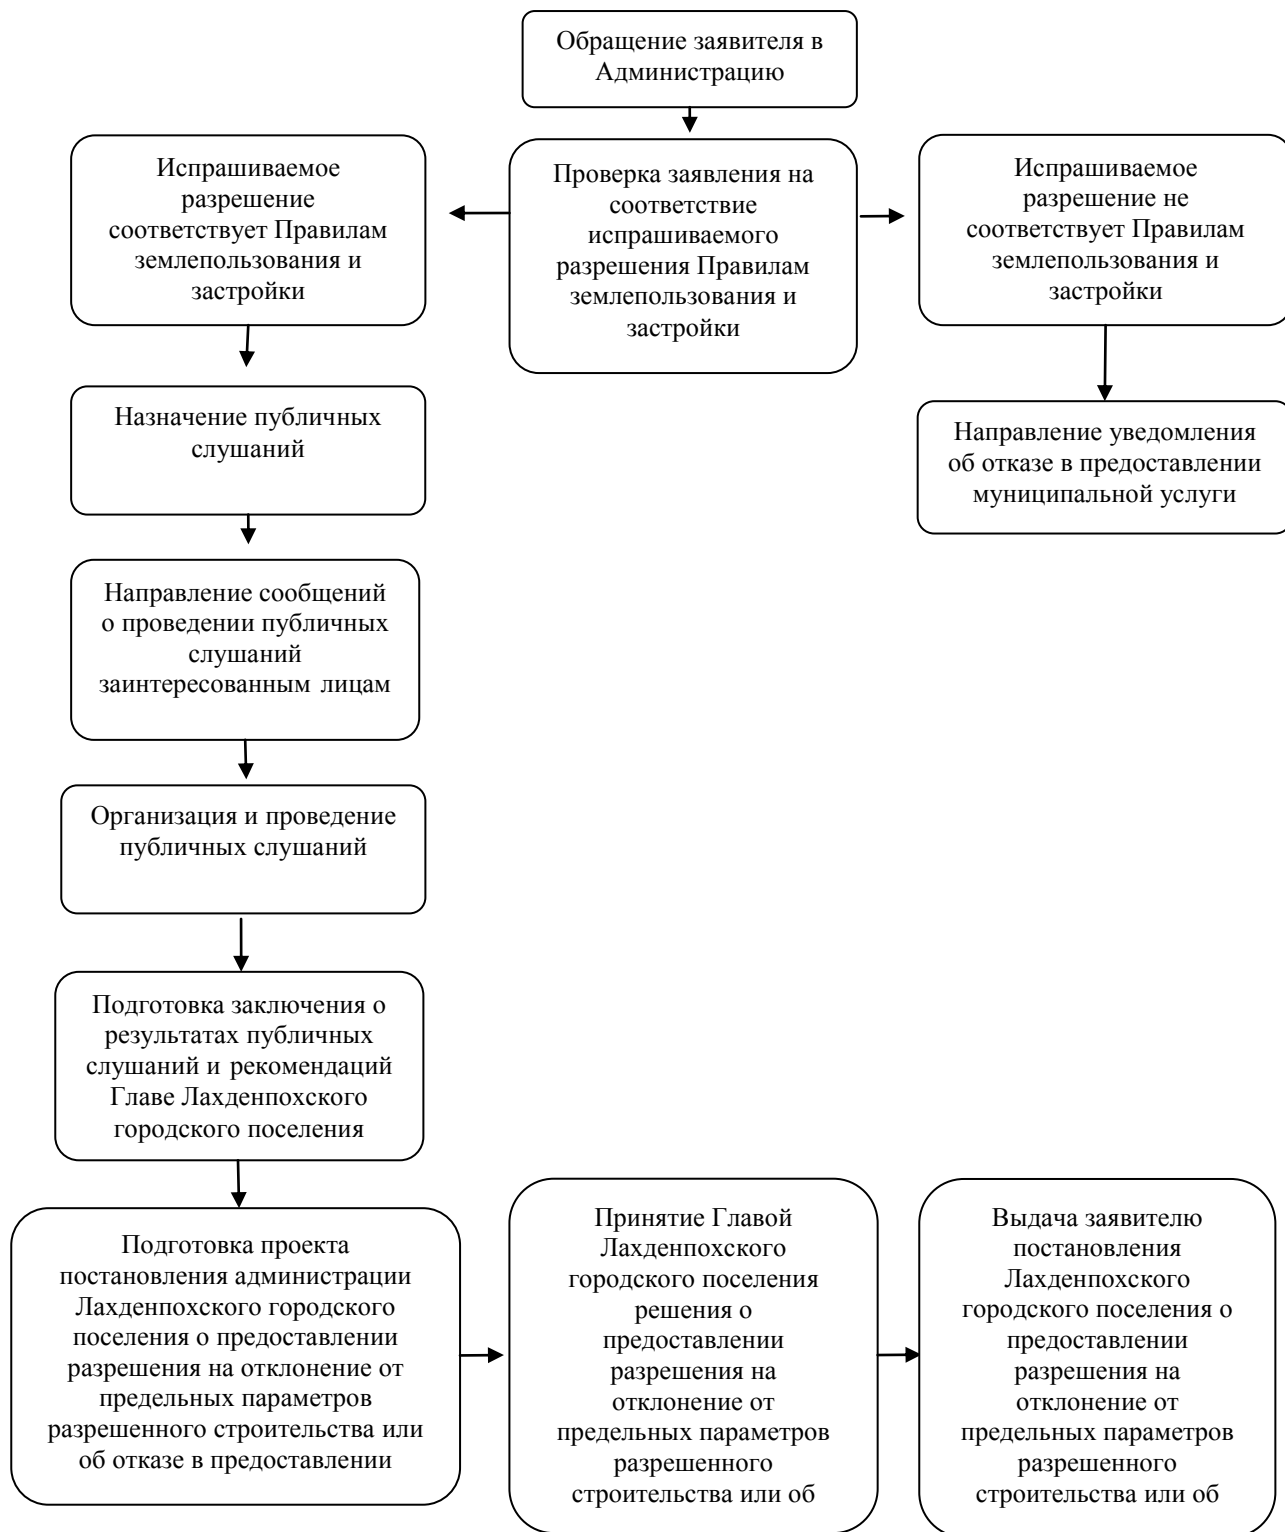 Обращение заявителя в
Администрацию
Испрашиваемое
разрешение
соответствует Правилам
землепользования и
застройки
Проверка заявления на
соответствие
испрашиваемого
разрешения Правилам
землепользования и
застройки
Испрашиваемое
разрешение не
соответствует Правилам
землепользования и
застройки
Назначение публичных
слушаний
Направление уведомления
об отказе в предоставлении
муниципальной услуги
Направление сообщений
о проведении публичных
слушаний
заинтересованным лицам
Организация и проведение
публичных слушаний
Подготовка заключения о
результатах публичных
слушаний и рекомендаций
Главе Лахденпохского
городского поселения
Подготовка проекта
постановления администрации
Лахденпохского городского
поселения о предоставлении
разрешения на отклонение от
предельных параметров
разрешенного строительства или
об отказе в предоставлении
Принятие Главой
Лахденпохского
городского поселения
решения о
предоставлении
разрешения на
отклонение от
предельных параметров
разрешенного
строительства или об
Выдача заявителю
постановления
Лахденпохского
городского поселения о
предоставлении
разрешения на
отклонение от
предельных параметров
разрешенного
строительства или об